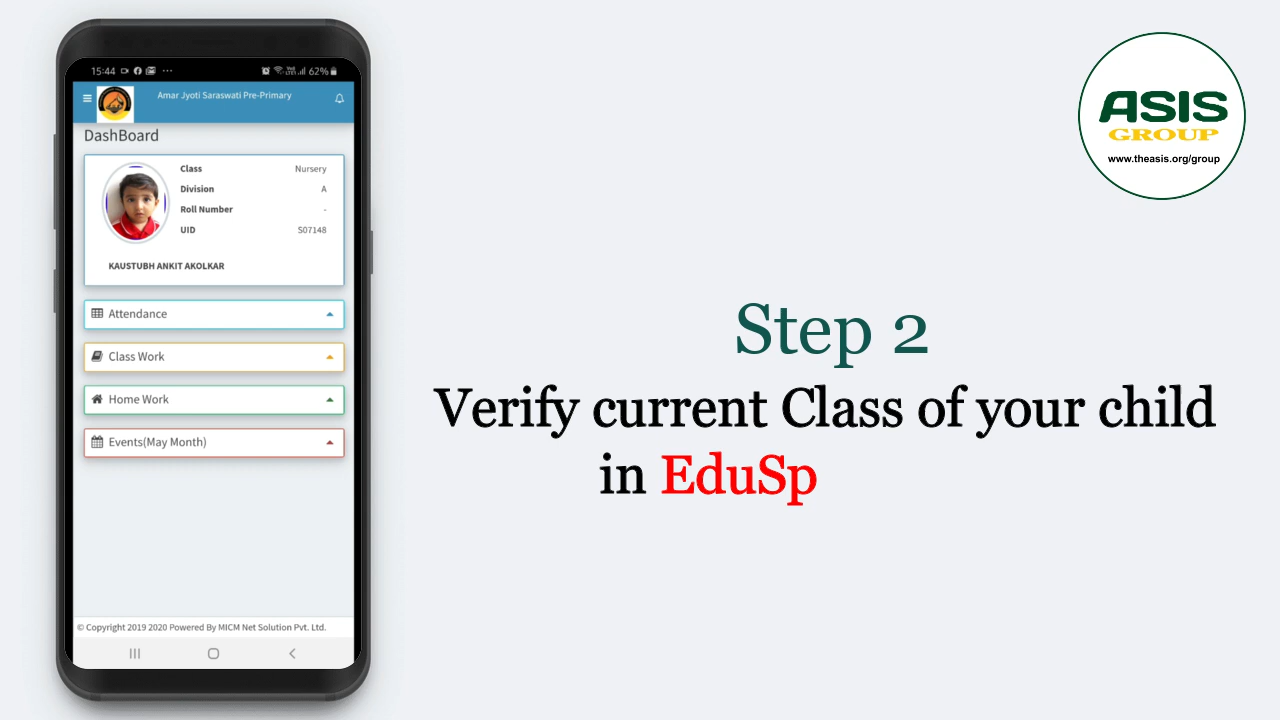 15:44 ... 62%
Amar Jyoti Saraswati Pre-Primary
DashBoard
Class Nursery
Division A
Roll Number -
UID S07148
KAUSTUBH ANKIT AKOLKAR
Attendance
Class Work
Home Work
Events(May Month)
© Copyright 2019 2020 Powered By MICM Net Solution Pvt. Ltd.
ASIS
GROUP
www.theasis.org/group
Step 2
Verify current Class of your child
in EduSp